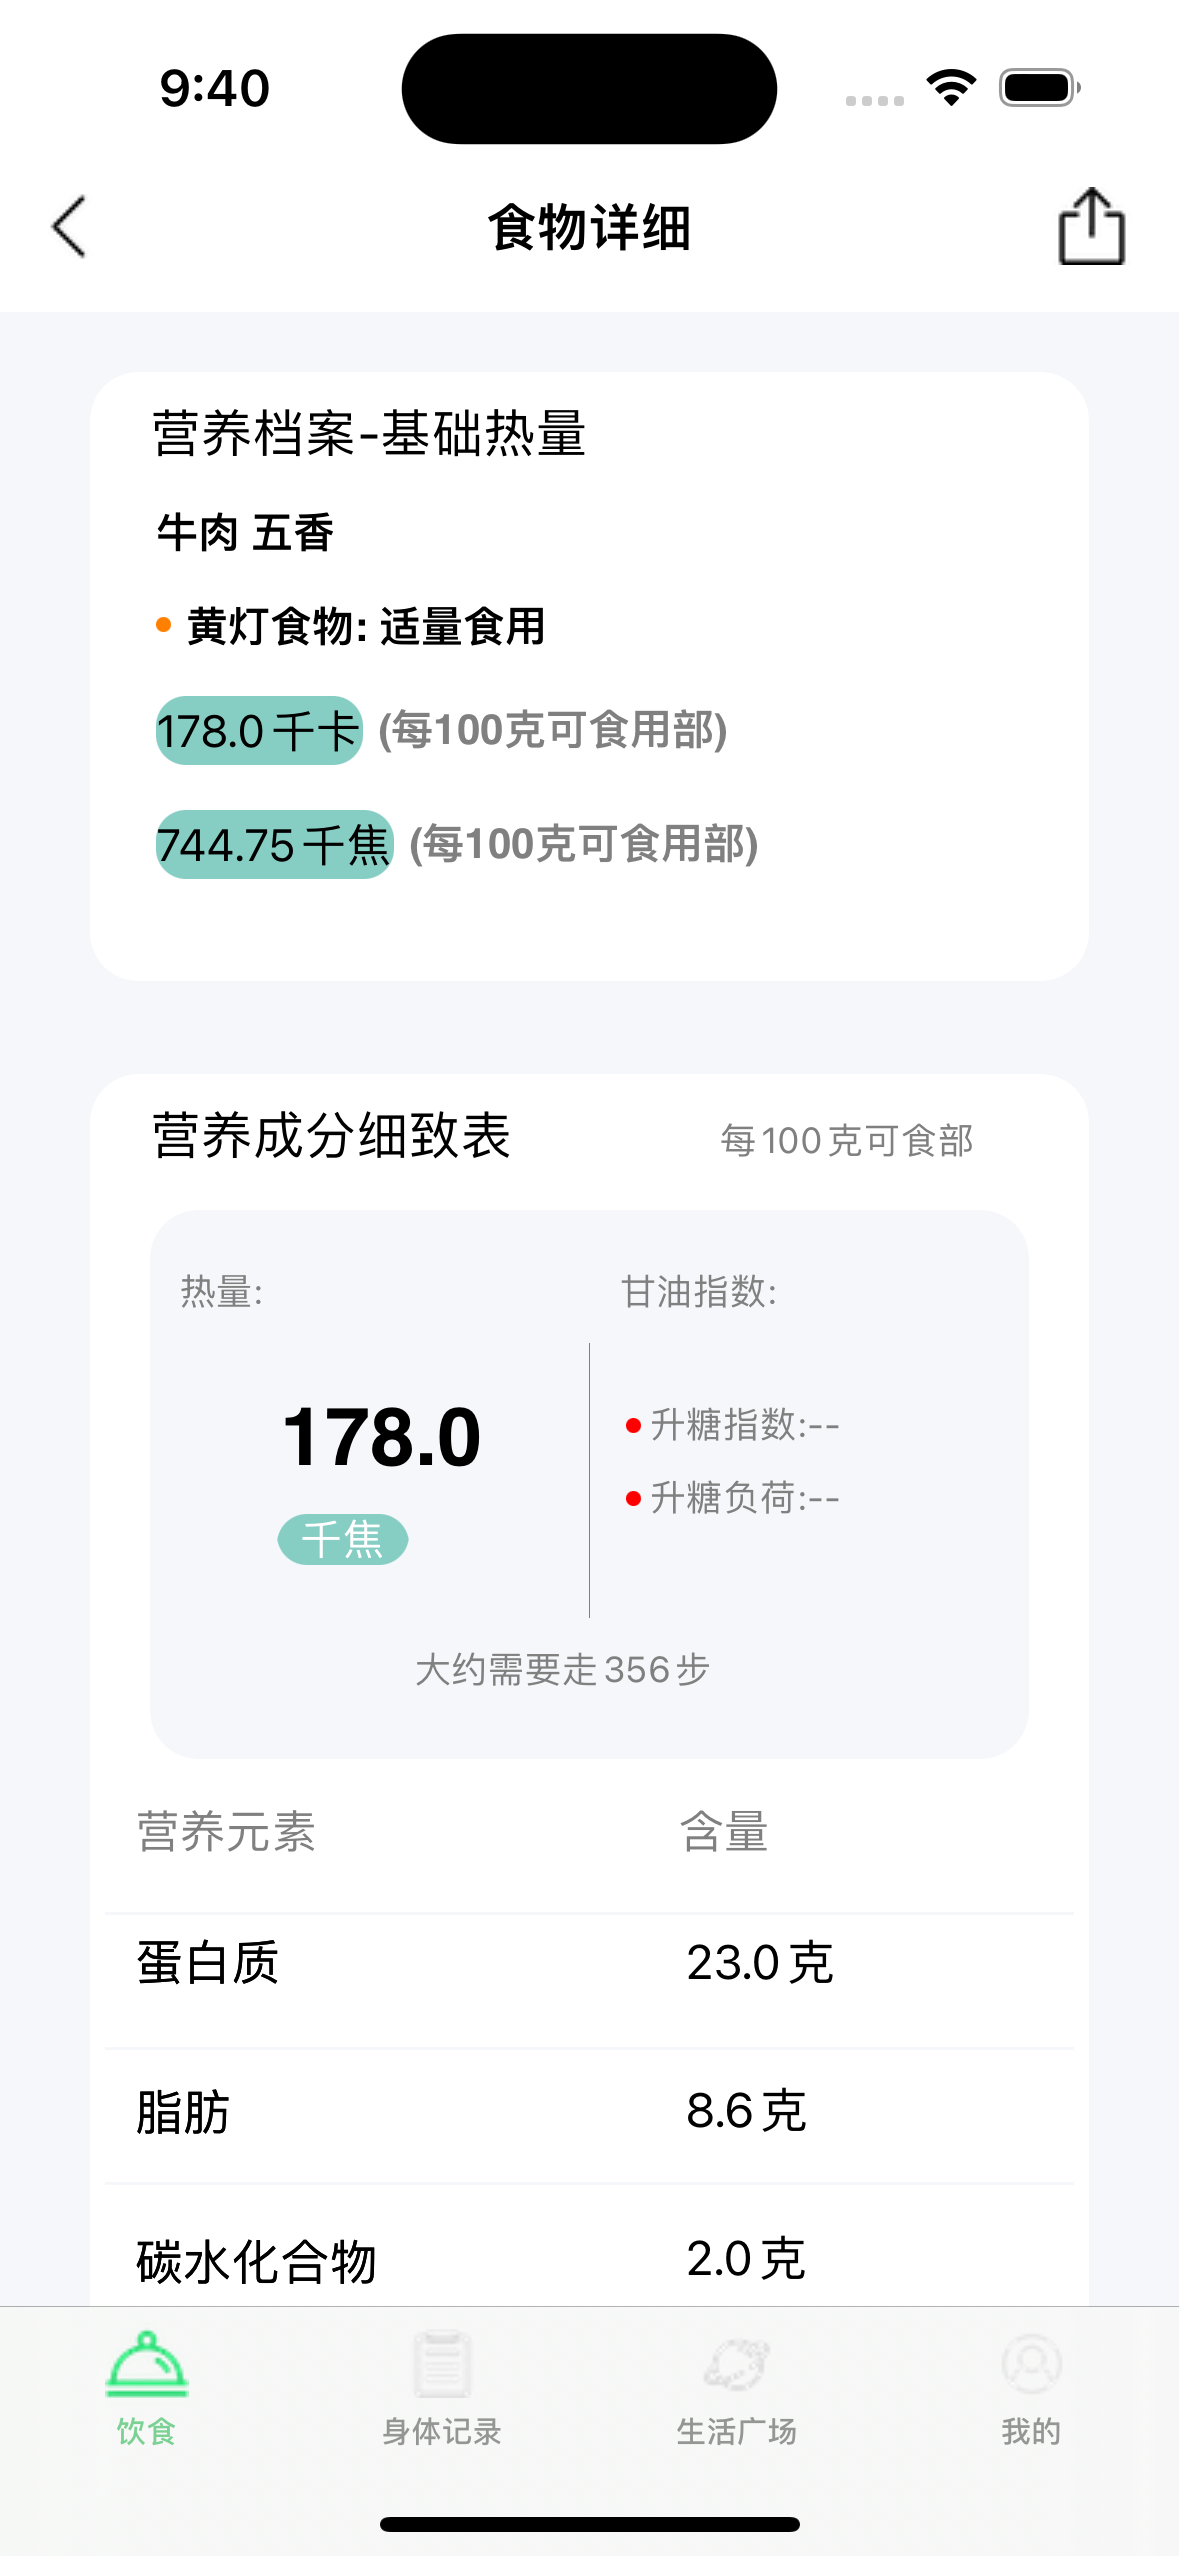 9:40
食物详细
营养档案-基础热量
牛肉 五香
黄灯食物: 适量食用
178.0千卡 (每100克可食用部)
744.75千焦 (每100克可食用部)
营养成分细致表 每100克可食部
热量: 甘油指数:
178.0
升糖指数:--
千焦
升糖负荷:--
大约需要走356步
营养元素 含量
蛋白质 23.0克
脂肪 8.6克
碳水化合物 2.0克
饮食 身体记录 生活广场 我的